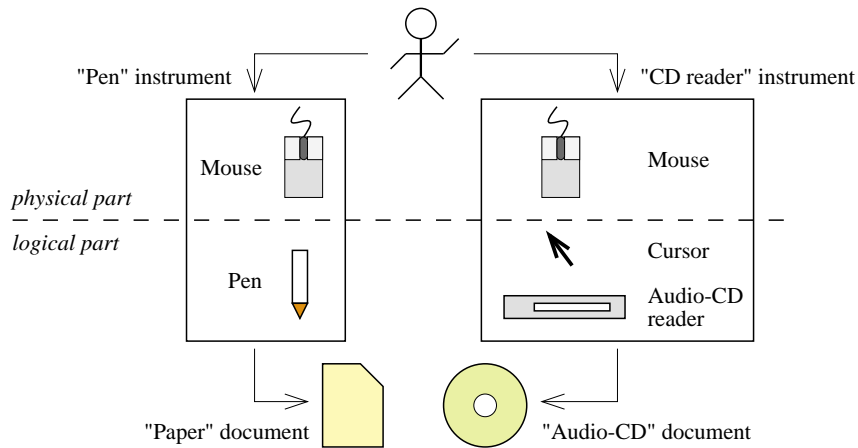 "Pen" instrument
"CD reader" instrument
Mouse
Mouse
physical part
logical part
Cursor
Pen
Audio-CD
reader
"Paper" document
"Audio-CD" document